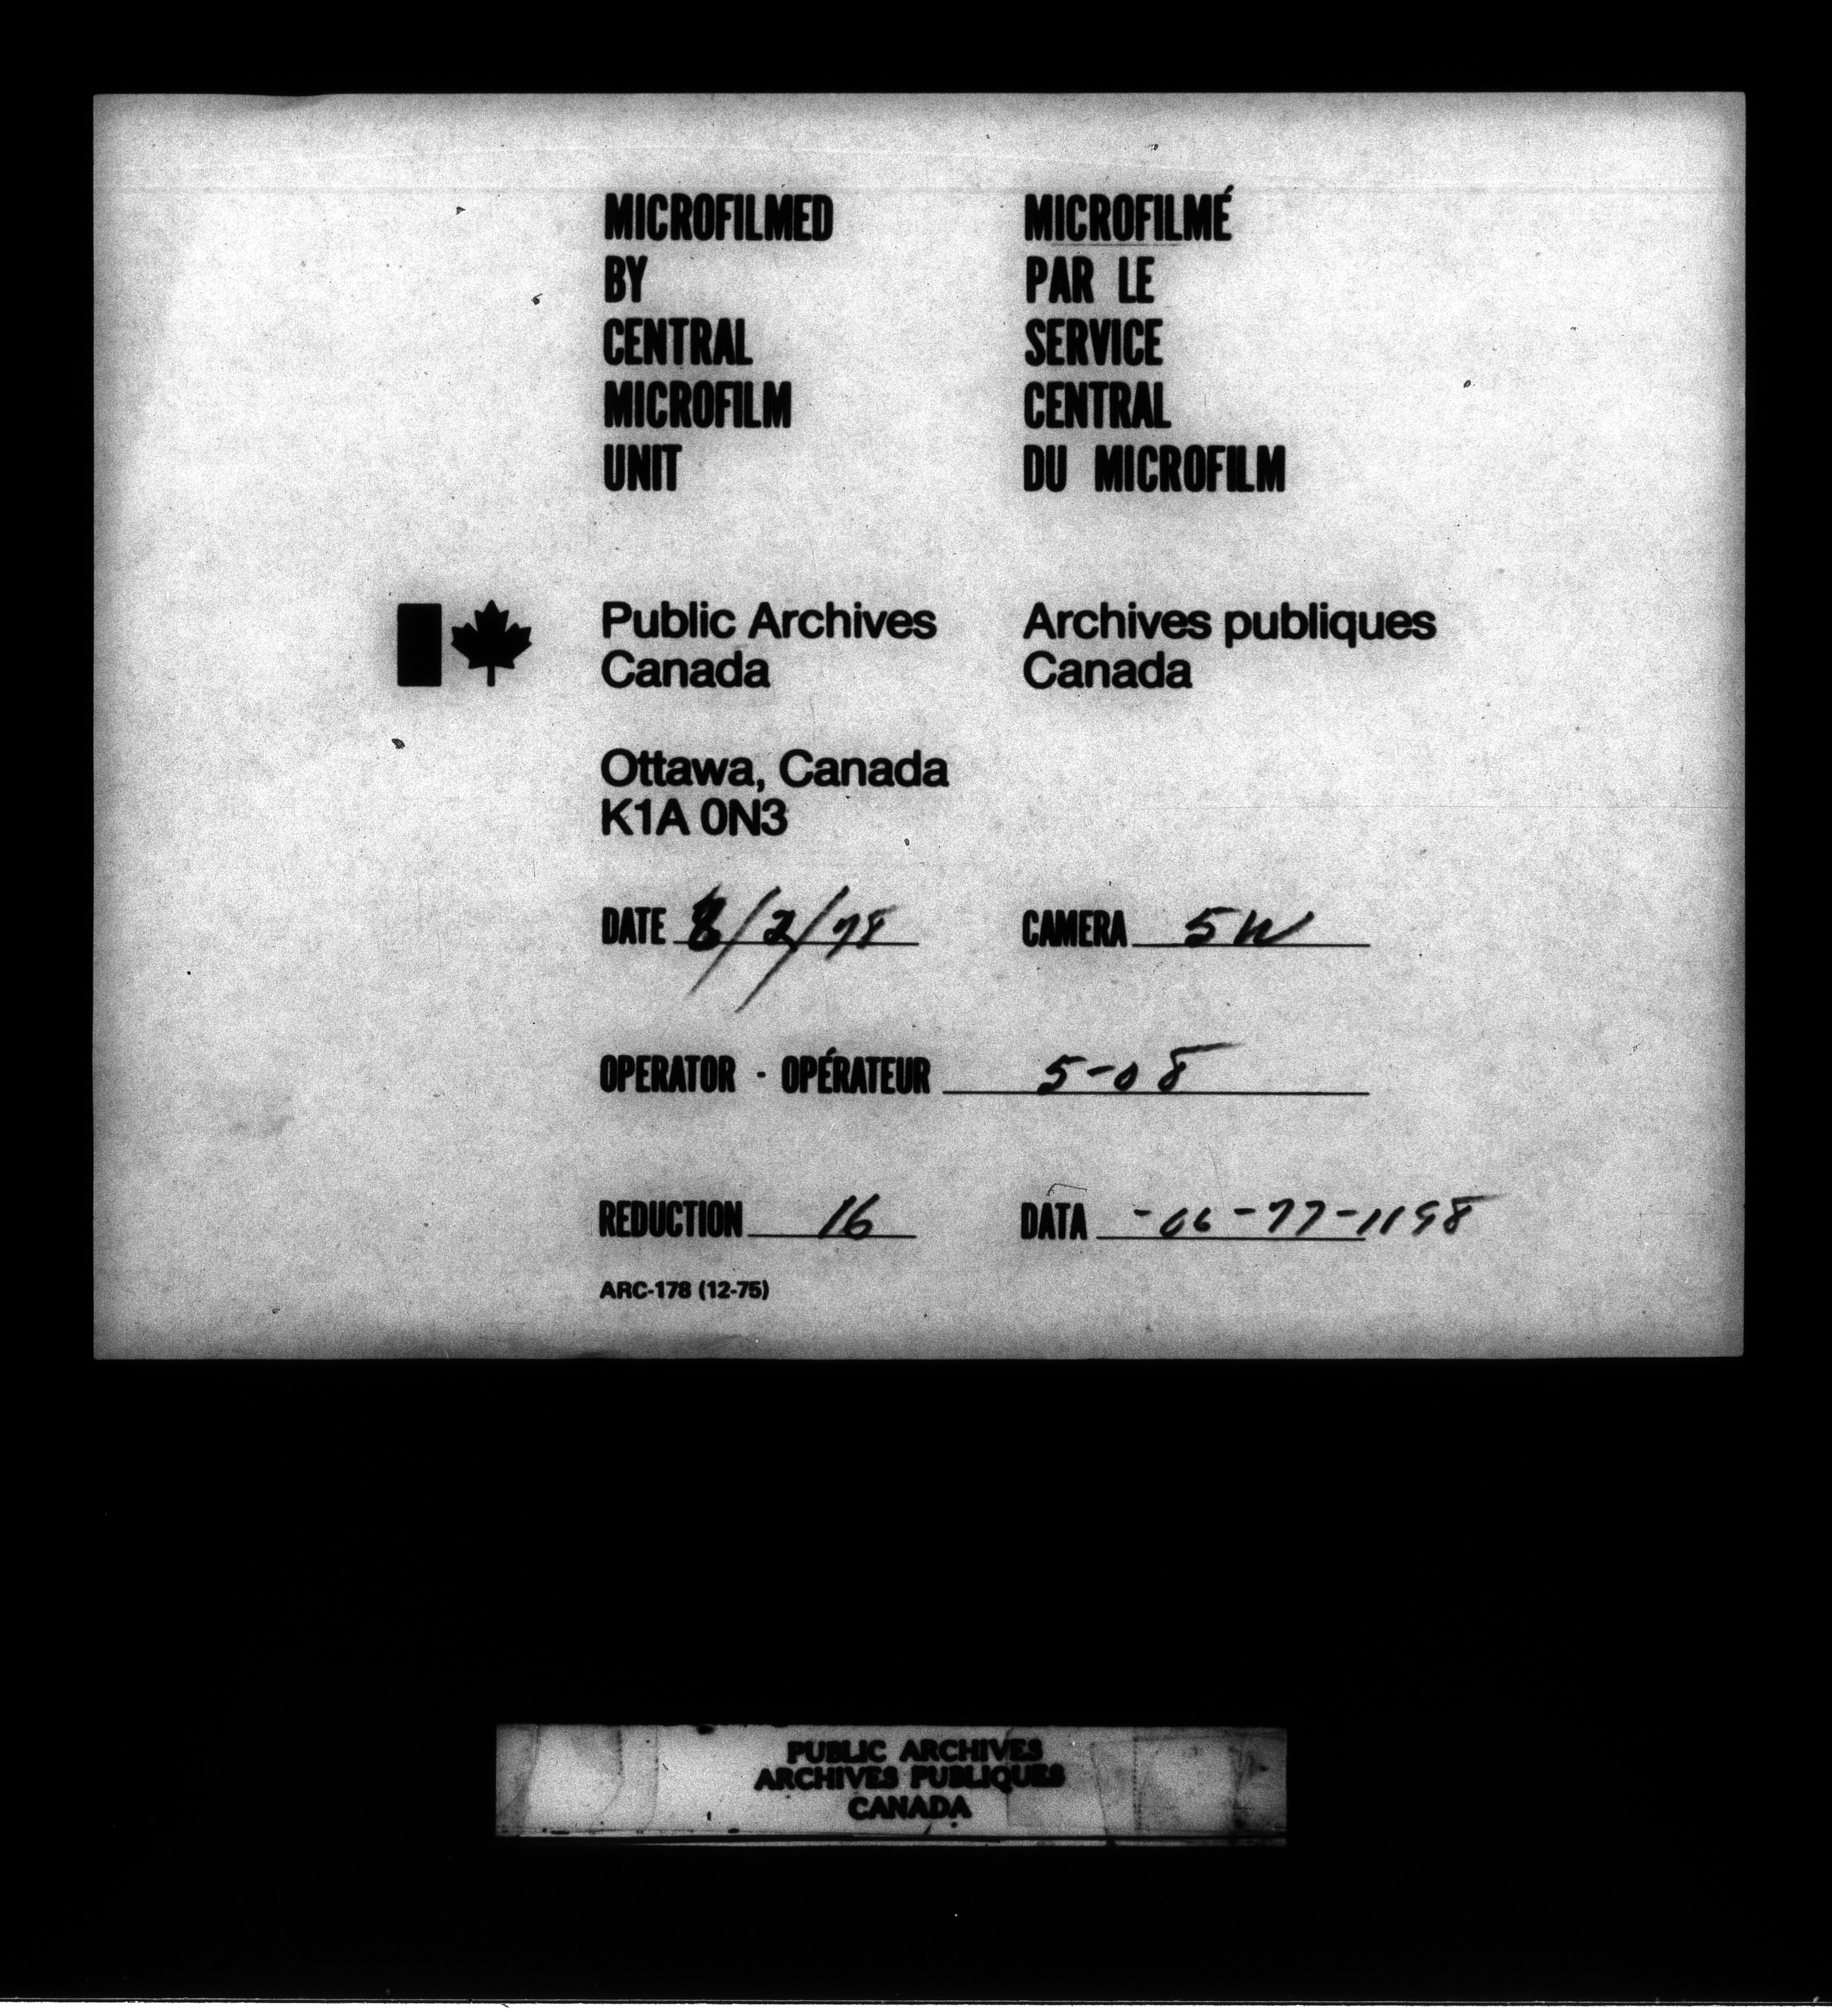 MICROFILMED
BY
CENTRAL
MICROFILM
UNIT
MICROFILMÉ
PAR LE
SERVICE
CENTRAL
DU MICROFILM
Public Archives
Canada
Archives publiques
Canada
Ottawa, Canada
K1A 0N3
DATE 8/2/78
CAMERA 5W
OPERATOR - OPÉRATEUR 5-08
REDUCTION 16
DATA -06-77-1198
ARC-178 (12-75)
PUBLIC ARCHIVES
ARCHIVES PUBLIQUES
CANADA